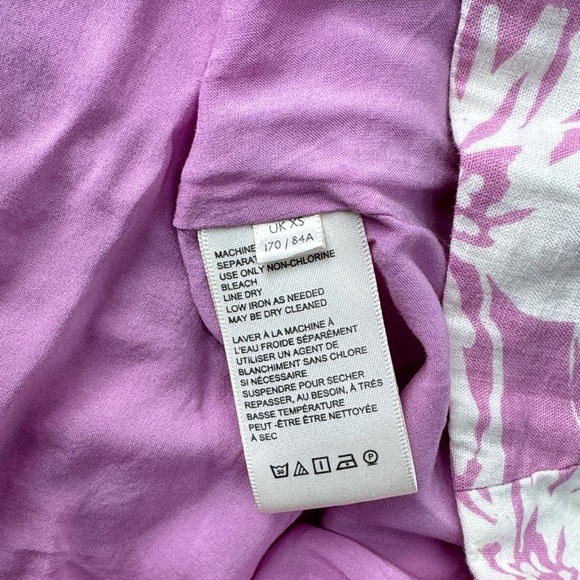 UK XS
170 / 84A
MACHINE
SEPARAT
USE ONLY NON-CHLORINE
BLEACH
LINE DRY
LOW IRON AS NEEDED
MAY BE DRY CLEANED
LAVER À LA MACHINE À
L'EAU FROIDE SÉPARÉMENT
UTILISER UN AGENT DE
BLANCHIMENT SANS CHLORE
SI NÉCESSAIRE
SUSPENDRE POUR SECHER
REPASSER, AU BESOIN, À TRÈS
BASSE TEMPÉRATURE
PEUT -ÊTRE ÊTRE NETTOYÉE
À SEC
30 P